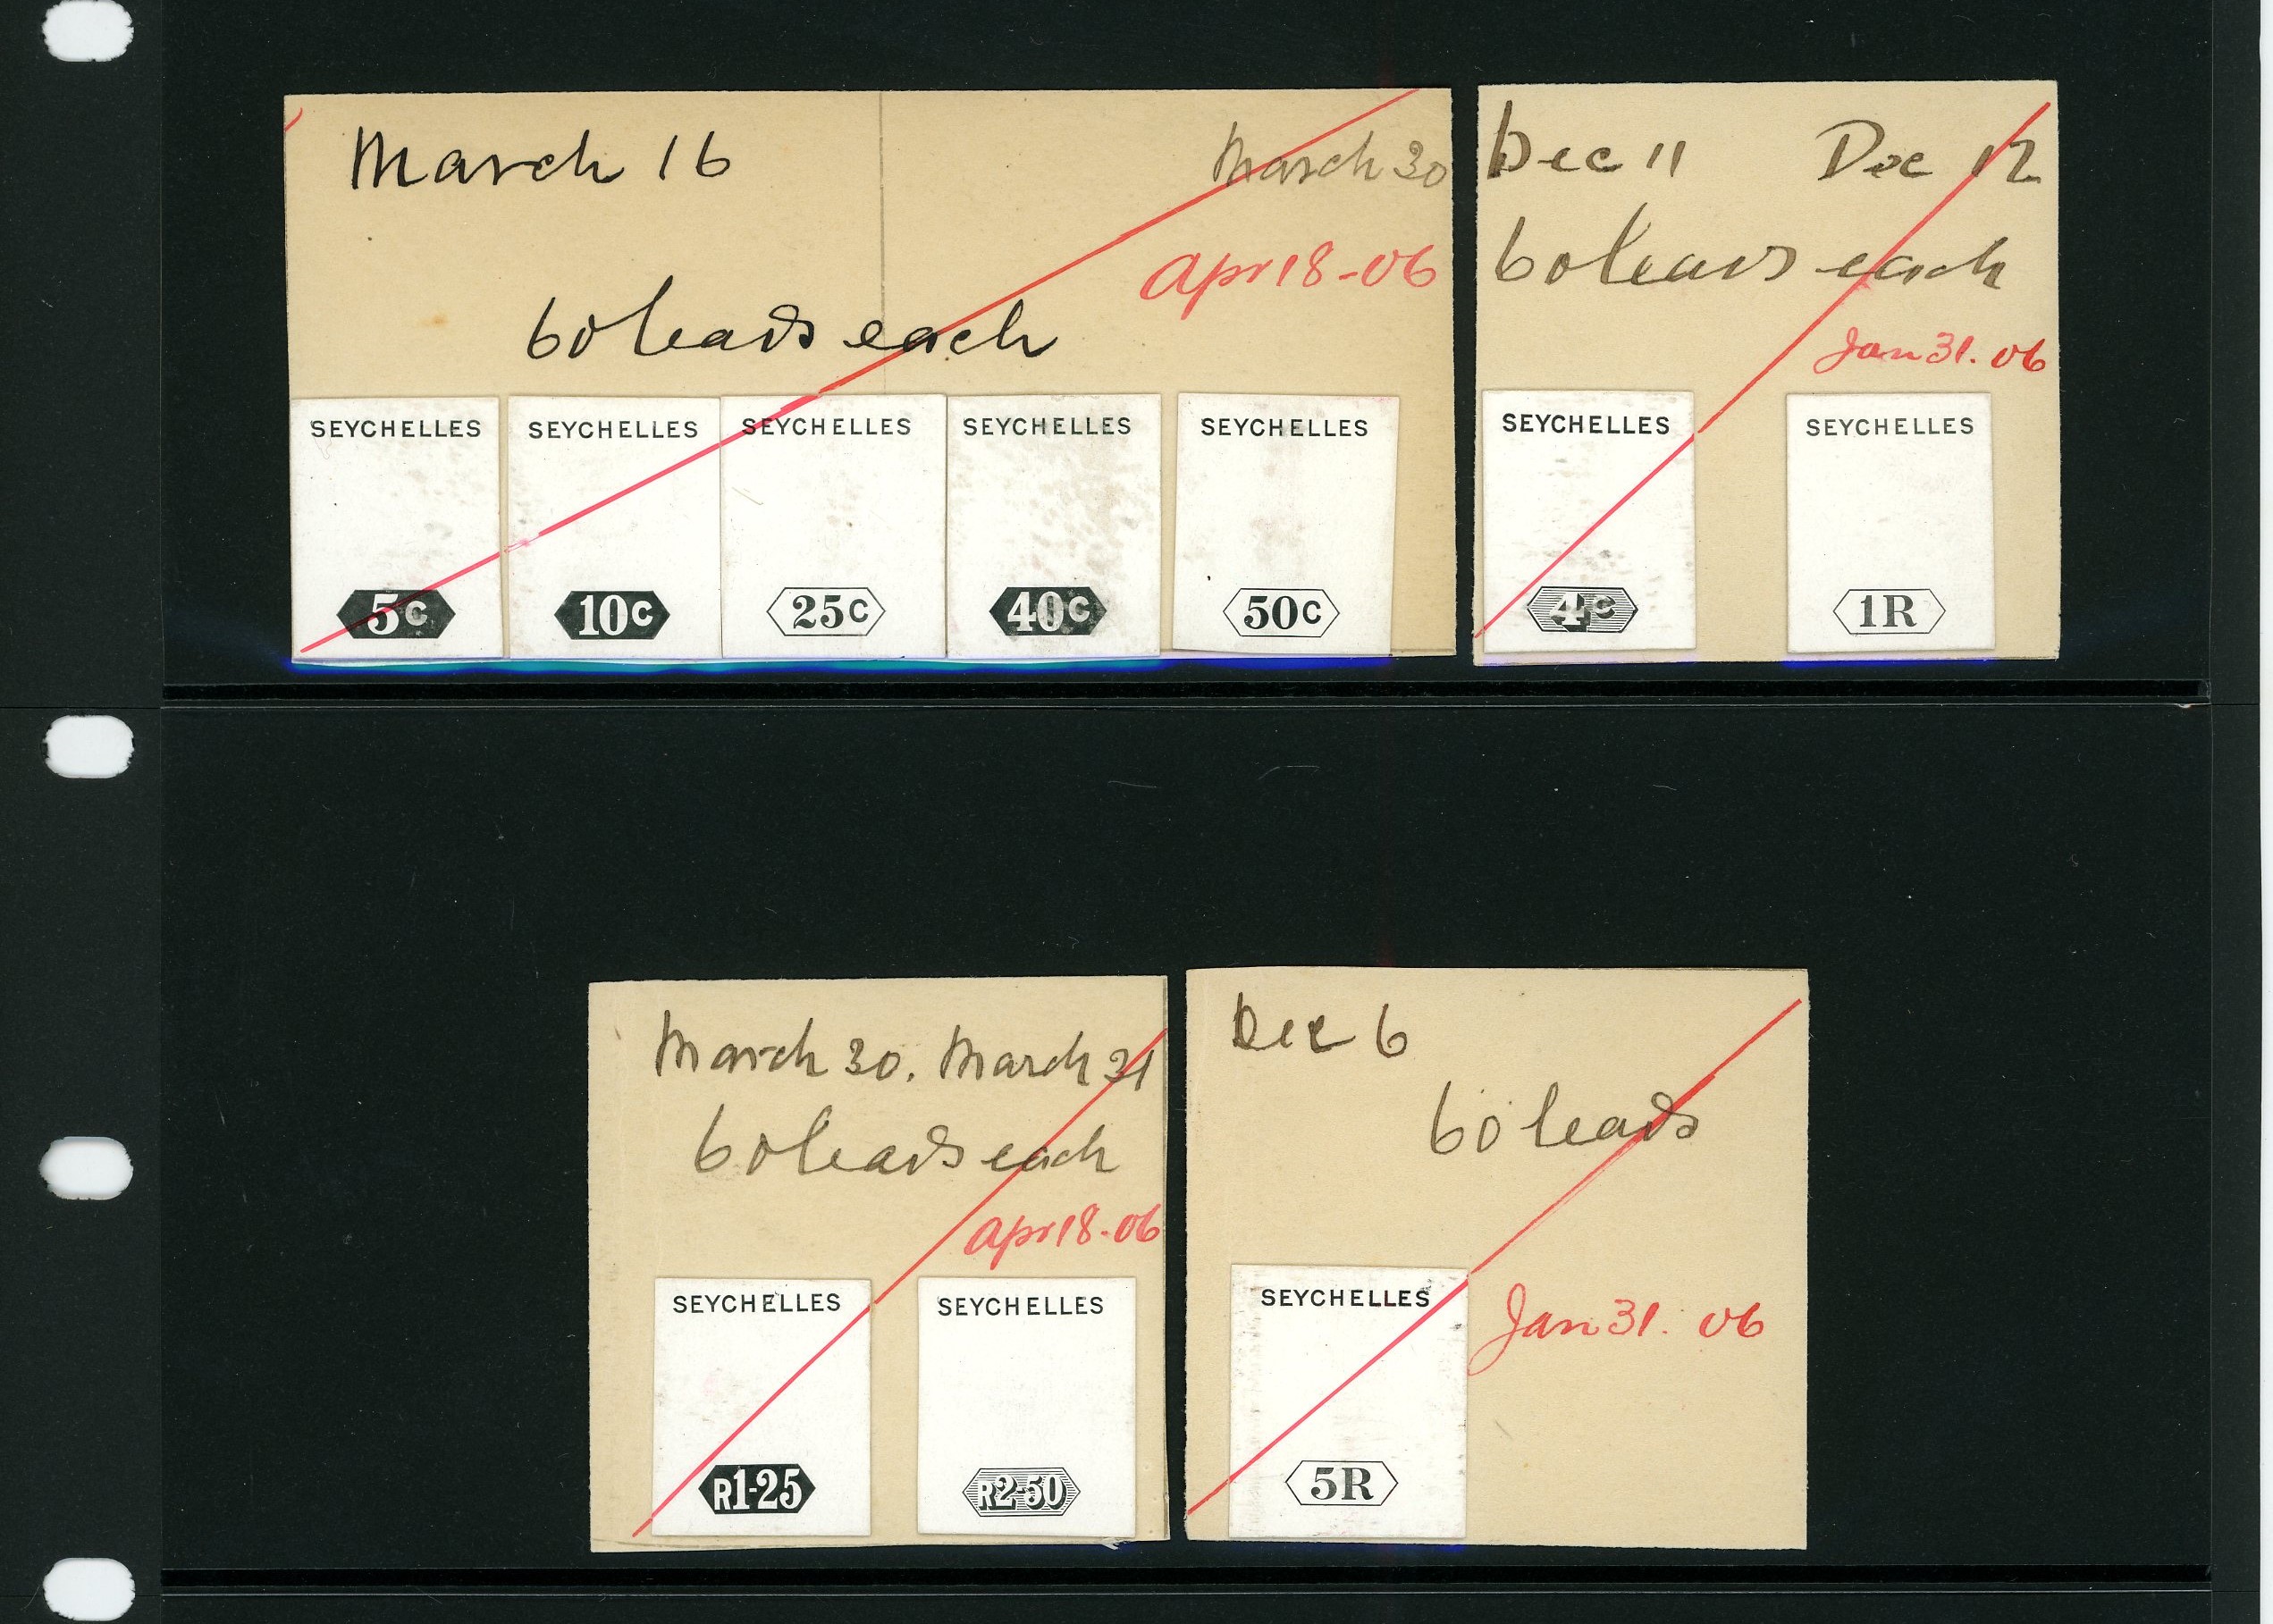 March 16 March 30
Apr 18-06
60 leads each
SEYCHELLES SEYCHELLES SEYCHELLES SEYCHELLES SEYCHELLES
5c 10c 25c 40c 50c
Dec 11 Dec 12
60 leads each
Jan 31. 06
SEYCHELLES SEYCHELLES
4c 1R
March 30. March 31
60 leads each
Apr 18-06
SEYCHELLES SEYCHELLES
R1-25 R2-50
Dec 6
60 leads
SEYCHELLES
Jan 31. 06
5R